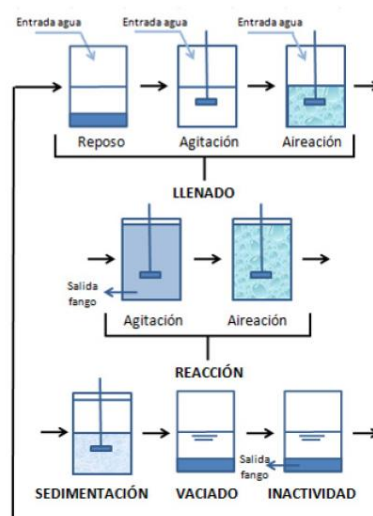 Entrada agua
Entrada agua
Entrada agua
Reposo
Agitación
Aireación
LLENADO
Salida
fango
Agitación
Aireación
REACCIÓN
Salida
fango
SEDIMENTACIÓN
VACIADO
INACTIVIDAD